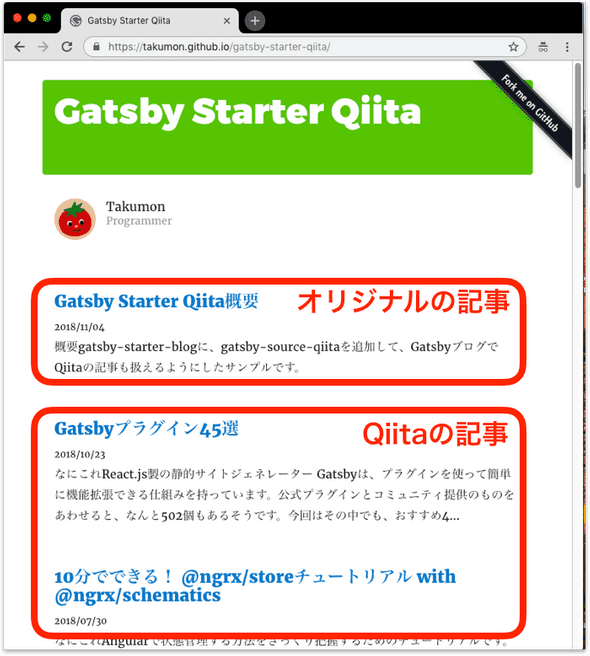 Gatsby Starter Qiita
https://takumon.github.io/gatsby-starter-qiita/
Fork me on GitHub
Gatsby Starter Qiita
Takumon
Programmer
Gatsby Starter Qiita概要
オリジナルの記事
2018/11/04
概要gatsby-starter-blogに、gatsby-source-qiitaを追加して、Gatsbyブログで
Qiitaの記事も扱えるようにしたサンプルです。
Gatsbyプラグイン45選
Qiitaの記事
2018/10/23
なにこれReact.js製の静的サイトジェネレーター Gatsbyは、プラグインを使って簡単
に機能拡張できる仕組みを持っています。公式プラグインとコミュニティ提供のものを
あわせると、なんと502個もあるそうです。今回はその中でも、おすすめ4...
10分でできる！ @ngrx/storeチュートリアル with
@ngrx/schematics
2018/07/30
なにこれAngularで状態管理する方法をざっくり把握するためのチュートリアルです。